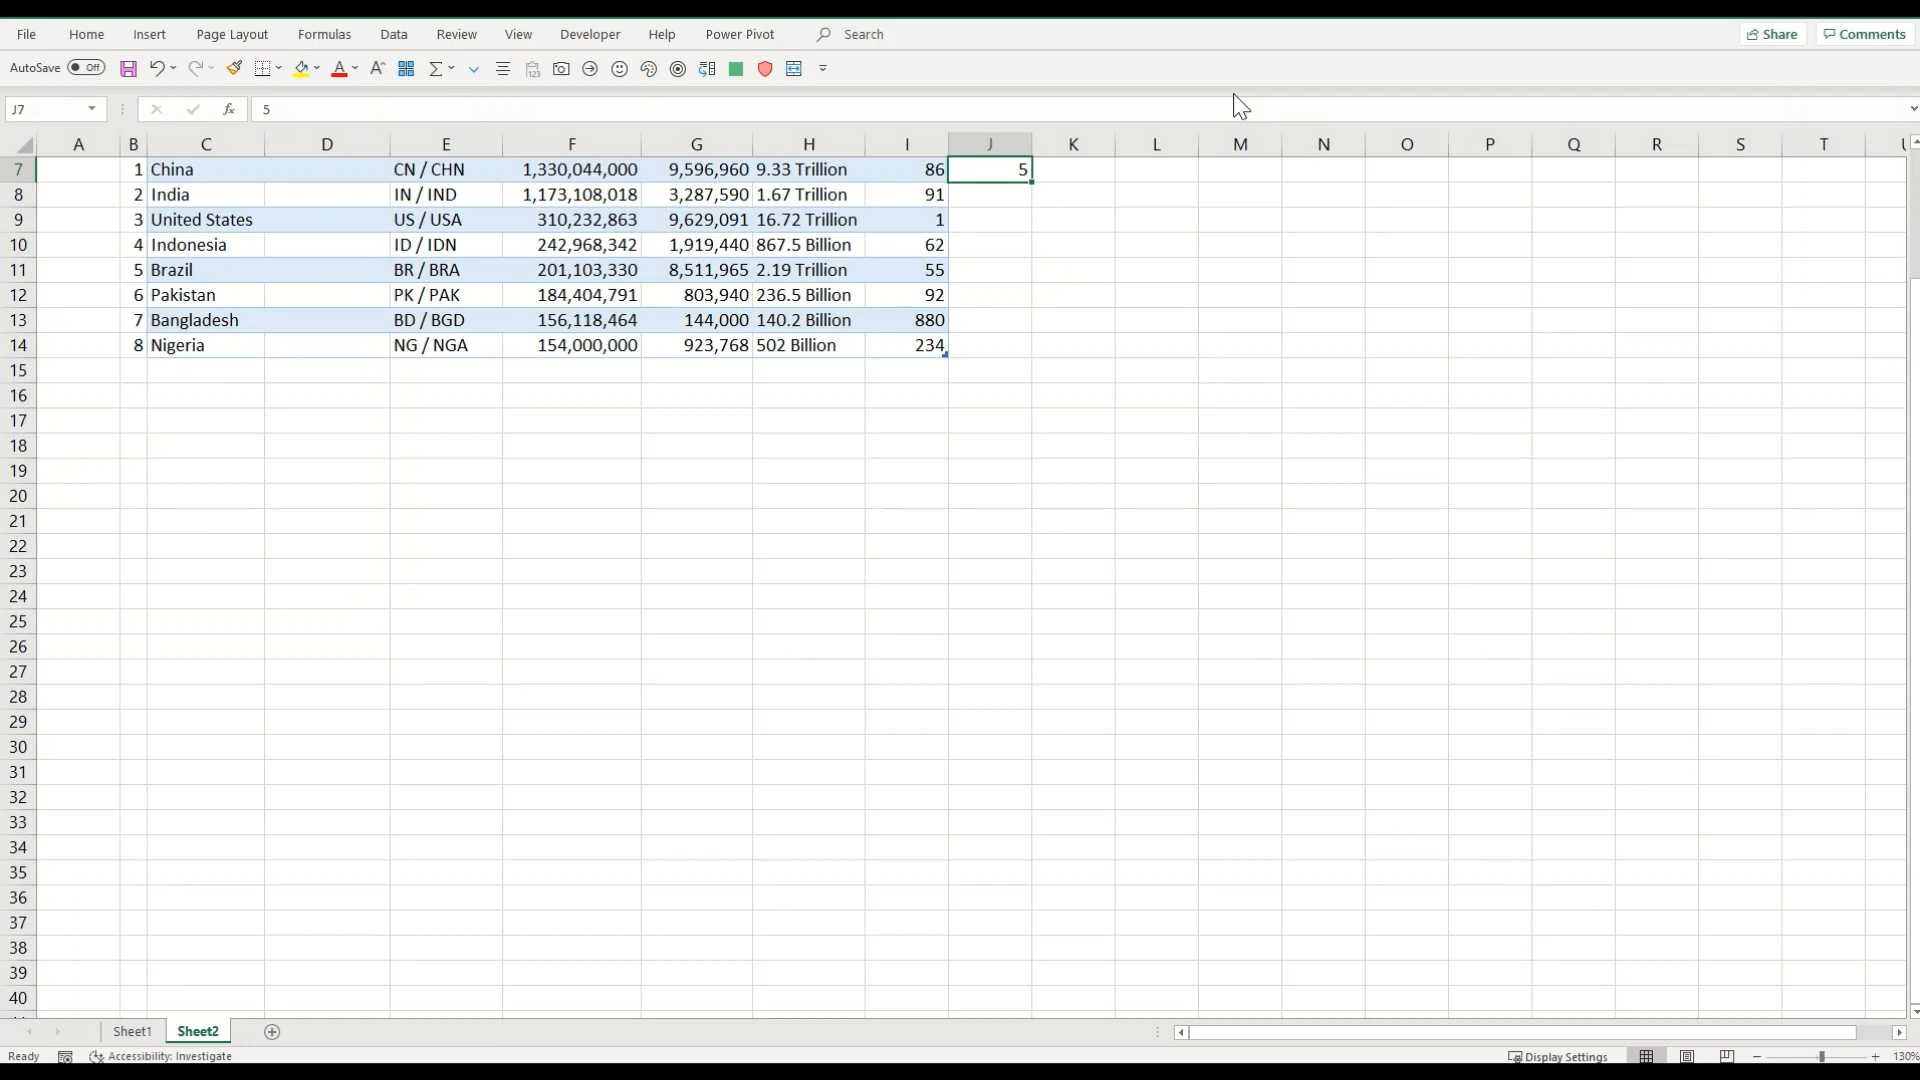 File Home Insert Page Layout Formulas Data Review View Developer Help Power Pivot Search Share Comments
AutoSave Off
J7 fx 5
A B C D E F G H I J K L M N O P Q R S T
7 1 China CN / CHN 1,330,044,000 9,596,960 9.33 Trillion 86 5
8 2 India IN / IND 1,173,108,018 3,287,590 1.67 Trillion 91
9 3 United States US / USA 310,232,863 9,629,091 16.72 Trillion 1
10 4 Indonesia ID / IDN 242,968,342 1,919,440 867.5 Billion 62
11 5 Brazil BR / BRA 201,103,330 8,511,965 2.19 Trillion 55
12 6 Pakistan PK / PAK 184,404,791 803,940 236.5 Billion 92
13 7 Bangladesh BD / BGD 156,118,464 144,000 140.2 Billion 880
14 8 Nigeria NG / NGA 154,000,000 923,768 502 Billion 234
15
16
17
18
19
20
21
22
23
24
25
26
27
28
29
30
31
32
33
34
35
36
37
38
39
40
Sheet1 Sheet2
Ready Accessibility: Investigate Display Settings 130%